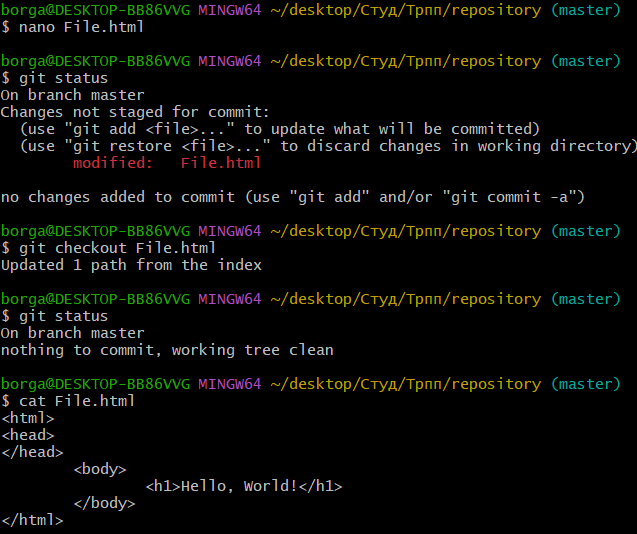 borga@DESKTOP-BB86VVG MINGW64 ~/desktop/Студ/Трпп/repository (master)
$ nano File.html
borga@DESKTOP-BB86VVG MINGW64 ~/desktop/Студ/Трпп/repository (master)
$ git status
On branch master
Changes not staged for commit:
  (use "git add <file>..." to update what will be committed)
  (use "git restore <file>..." to discard changes in working directory)
        modified:   File.html
no changes added to commit (use "git add" and/or "git commit -a")
borga@DESKTOP-BB86VVG MINGW64 ~/desktop/Студ/Трпп/repository (master)
$ git checkout File.html
Updated 1 path from the index
borga@DESKTOP-BB86VVG MINGW64 ~/desktop/Студ/Трпп/repository (master)
$ git status
On branch master
nothing to commit, working tree clean
borga@DESKTOP-BB86VVG MINGW64 ~/desktop/Студ/Трпп/repository (master)
$ cat File.html
<html>
<head>
</head>
        <body>
                <h1>Hello, World!</h1>
        </body>
</html>